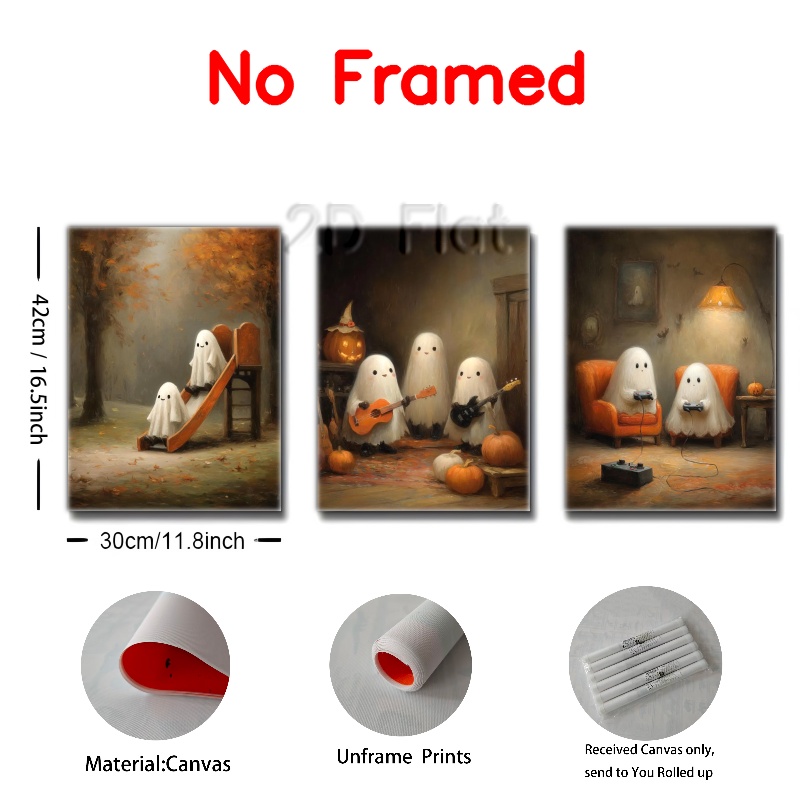 No Framed
2D Flat
42cm / 16.5inch
30cm/11.8inch
Material:Canvas
Unframe Prints
Received Canvas only,
send to You Rolled up